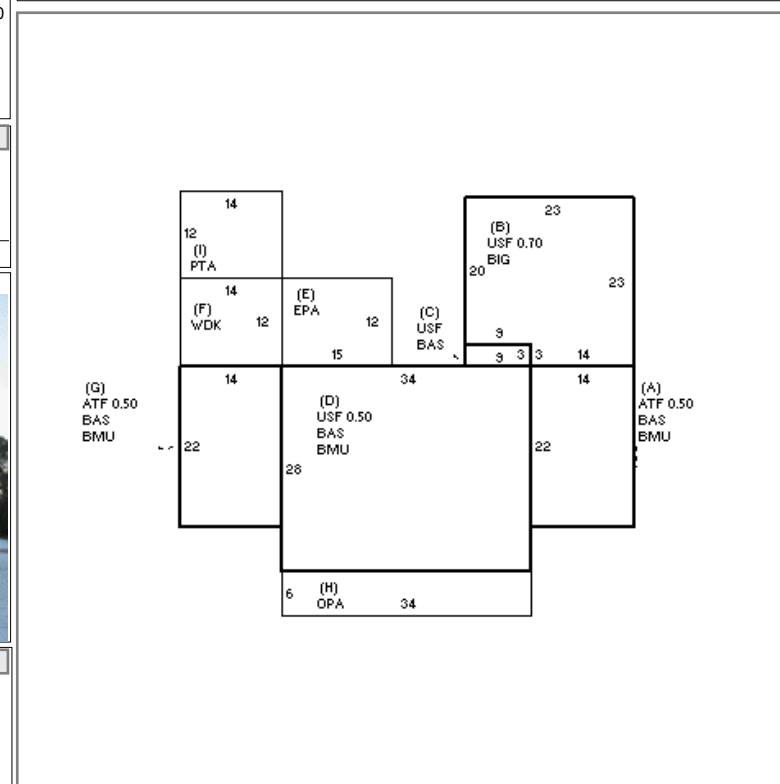 14
12
(I)
PTA
14
(F)
WDK
12
(E)
EPA
12
15
(C)
USF
BAS
23
(B)
USF 0.70
BIG
20
23
9
9 3 3 14
(G)
ATF 0.50
BAS
BMU
14
22
34
(D)
USF 0.50
BAS
BMU
28
14
22
(A)
ATF 0.50
BAS
BMU
6
(H)
OPA
34